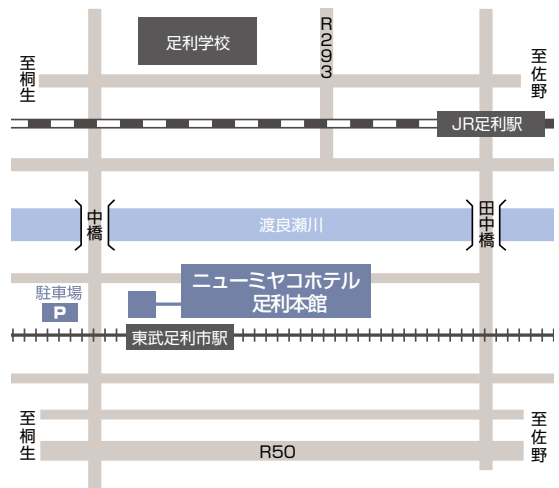 足利学校
R293
至桐生
至佐野
JR足利駅
中橋
渡良瀬川
田中橋
ニューミヤコホテル
足利本館
駐車場
P
東武足利市駅
至桐生
至佐野
R50